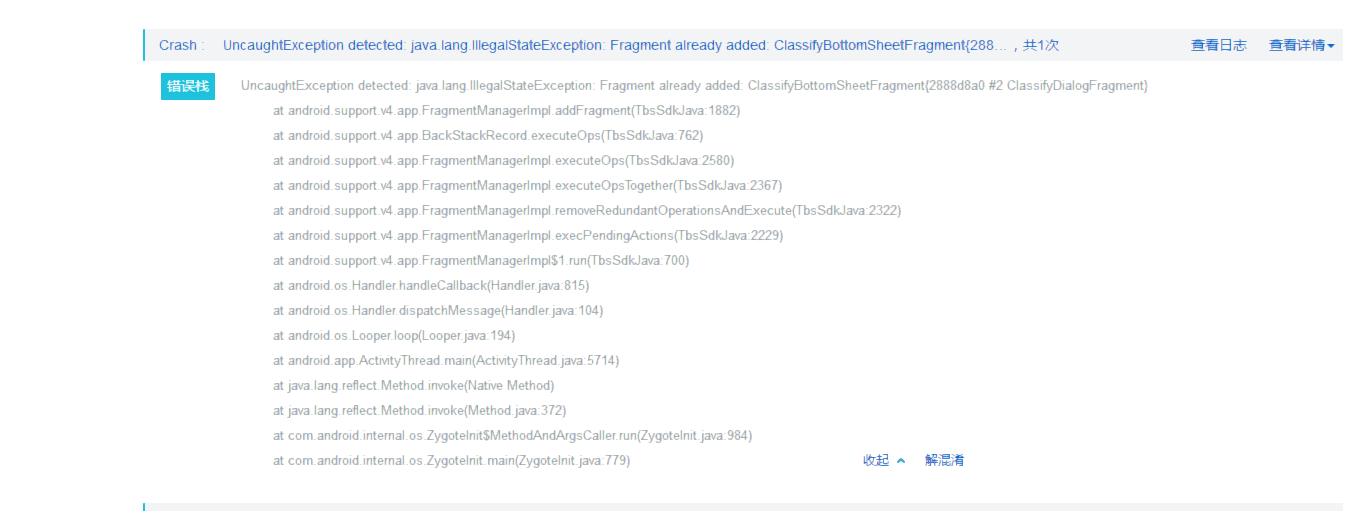 Crash : UncaughtException detected: java.lang.IllegalStateException: Fragment already added: ClassifyBottomSheetFragment{288... ，共1次 查看日志 查看详情
错误栈 UncaughtException detected: java.lang.IllegalStateException: Fragment already added: ClassifyBottomSheetFragment{2888d8a0 #2 ClassifyDialogFragment}
at android.support.v4.app.FragmentManagerImpl.addFragment(TbsSdkJava:1882)
at android.support.v4.app.BackStackRecord.executeOps(TbsSdkJava:762)
at android.support.v4.app.FragmentManagerImpl.executeOps(TbsSdkJava:2580)
at android.support.v4.app.FragmentManagerImpl.executeOpsTogether(TbsSdkJava:2367)
at android.support.v4.app.FragmentManagerImpl.removeRedundantOperationsAndExecute(TbsSdkJava:2322)
at android.support.v4.app.FragmentManagerImpl.execPendingActions(TbsSdkJava:2229)
at android.support.v4.app.FragmentManagerImpl$1.run(TbsSdkJava:700)
at android.os.Handler.handleCallback(Handler.java:815)
at android.os.Handler.dispatchMessage(Handler.java:104)
at android.os.Looper.loop(Looper.java:194)
at android.app.ActivityThread.main(ActivityThread.java:5714)
at java.lang.reflect.Method.invoke(Native Method)
at java.lang.reflect.Method.invoke(Method.java:372)
at com.android.internal.os.ZygoteInit$MethodAndArgsCaller.run(ZygoteInit.java:984)
at com.android.internal.os.ZygoteInit.main(ZygoteInit.java:779) 收起 解混淆